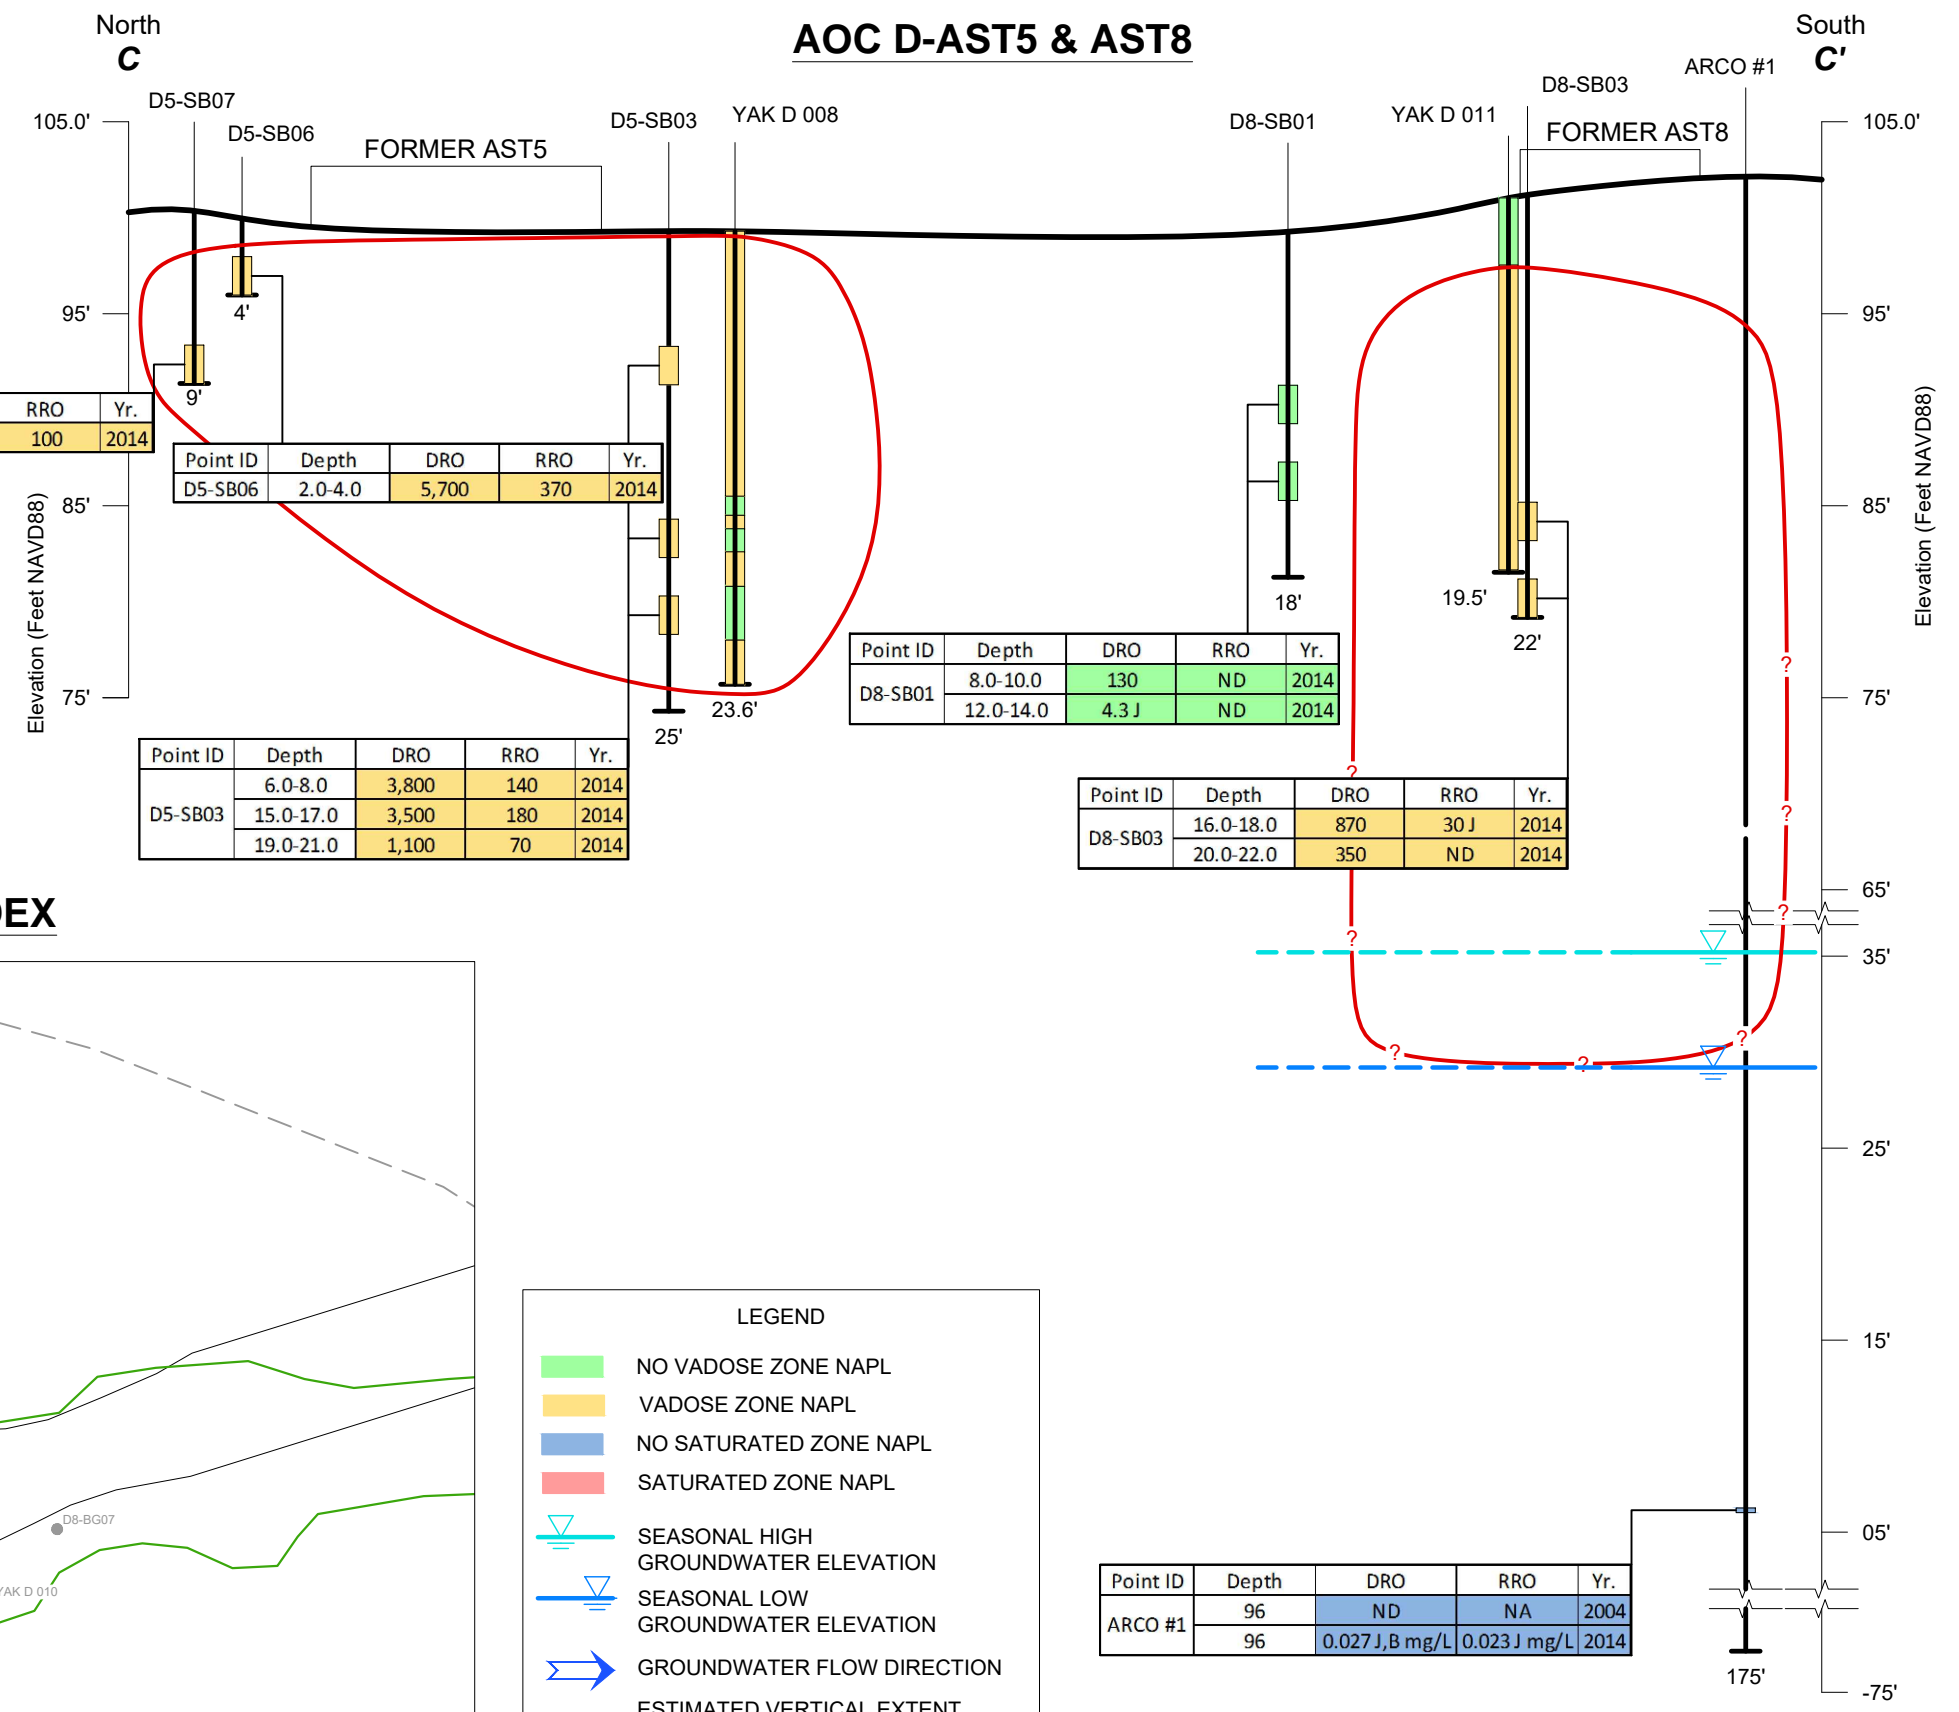 North
C
AOC D-AST5 & AST8
South
C'
ARCO #1
D8-SB03
D5-SB07
D5-SB06
D5-SB03
YAK D 008
D8-SB01
YAK D 011
105.0'
105.0'
FORMER AST5
FORMER AST8
95'
95'
4'
9'
RRO Yr.
100 2014
Point ID Depth DRO RRO Yr.
D5-SB06 2.0-4.0 5,700 370 2014
85'
85'
Elevation (Feet NAVD88)
Elevation (Feet NAVD88)
75'
75'
23.6'
25'
18'
19.5'
22'
Point ID Depth DRO RRO Yr.
D8-SB01 8.0-10.0 130 ND 2014
12.0-14.0 4.3 J ND 2014
Point ID Depth DRO RRO Yr.
D5-SB03 6.0-8.0 3,800 140 2014
15.0-17.0 3,500 180 2014
19.0-21.0 1,100 70 2014
Point ID Depth DRO RRO Yr.
D8-SB03 16.0-18.0 870 30 J 2014
20.0-22.0 350 ND 2014
?
?
?
?
?
?
?
?
65'
35'
25'
15'
05'
-75'
DEX
D8-BG07
YAK D 010
LEGEND
NO VADOSE ZONE NAPL
VADOSE ZONE NAPL
NO SATURATED ZONE NAPL
SATURATED ZONE NAPL
SEASONAL HIGH
GROUNDWATER ELEVATION
SEASONAL LOW
GROUNDWATER ELEVATION
GROUNDWATER FLOW DIRECTION
ESTIMATED VERTICAL EXTENT
Point ID Depth DRO RRO Yr.
ARCO #1 96 ND NA 2004
96 0.027 J,B mg/L 0.023 J mg/L 2014
175'